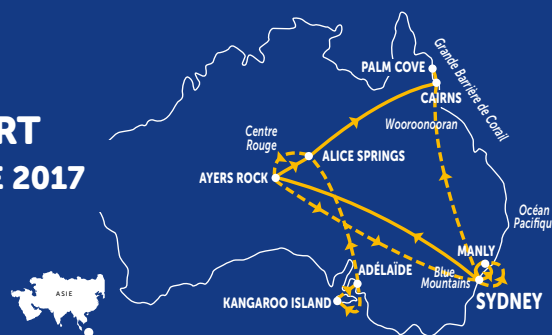 RT
E 2017
PALM COVE
Grande Barrière de Corail
CAIRNS
Wooroonooran
Centre
Rouge
ALICE SPRINGS
AYERS ROCK
Océan
Pacifique
MANLY
Blue
Mountains
ADÉLAÏDE
SYDNEY
KANGAROO ISLAND
ASIE